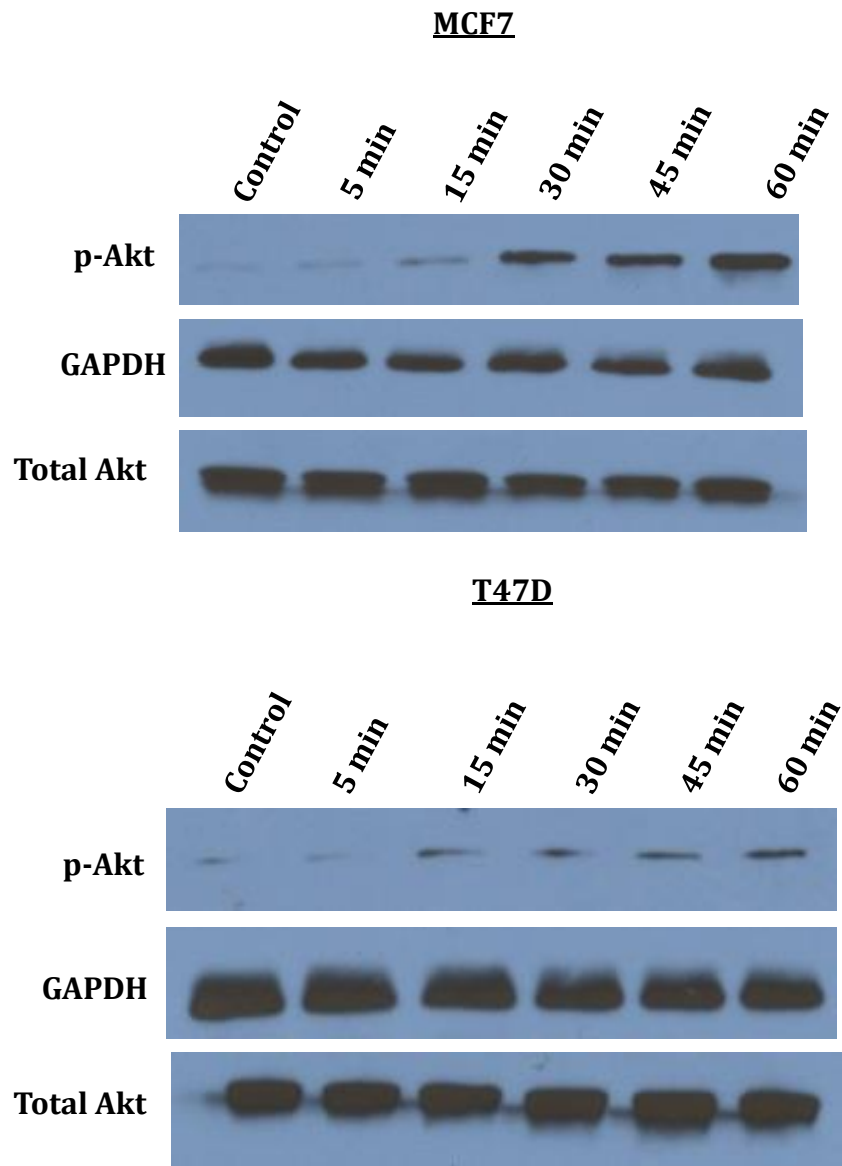 MCF7
Control 5 min 15 min 30 min 45 min 60 min
p-Akt
GAPDH
Total Akt
T47D
Control 5 min 15 min 30 min 45 min 60 min
p-Akt
GAPDH
Total Akt